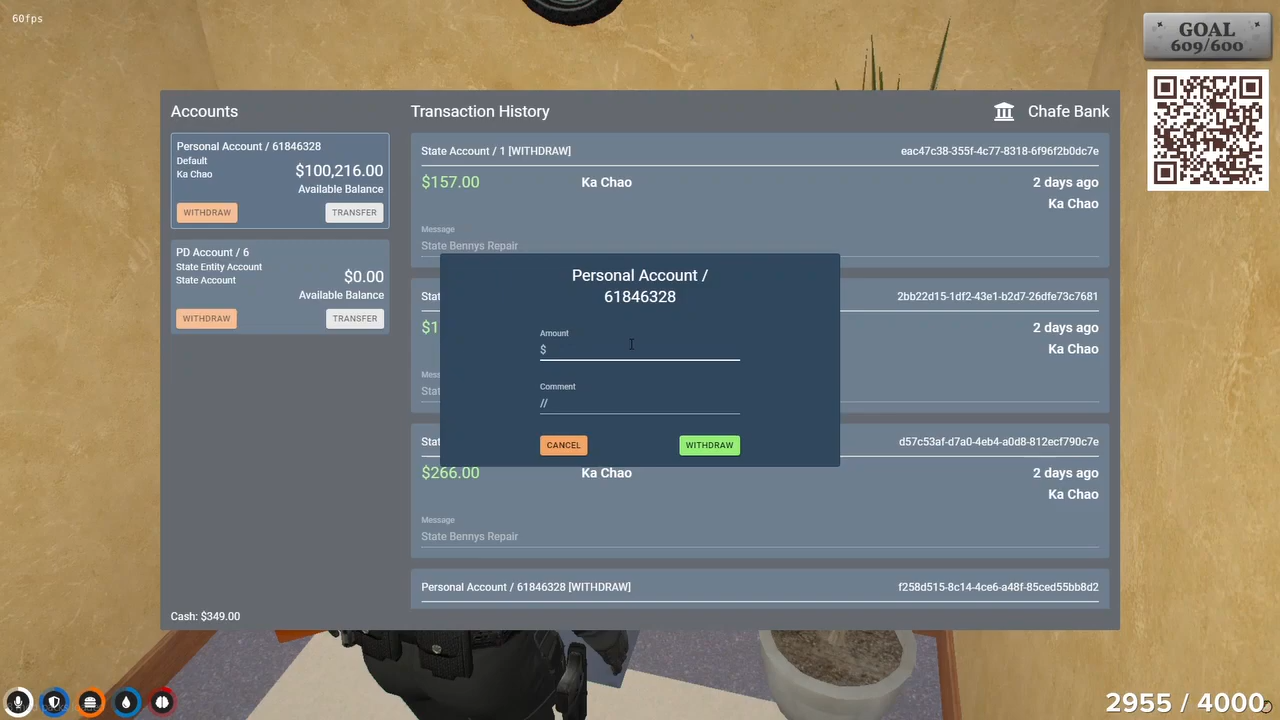 60fps
GOAL
609/600
Accounts
Transaction History
Chafe Bank
Personal Account / 61846328
Default
Ka Chao
$100,216.00
Available Balance
WITHDRAW
TRANSFER
PD Account / 6
State Entity Account
State Account
$0.00
Available Balance
WITHDRAW
TRANSFER
Cash: $349.00
State Account / 1 [WITHDRAW]
eac47c38-355f-4c77-8318-6f96f2b0dc7e
$157.00
Ka Chao
2 days ago
Ka Chao
Message
State Bennys Repair
2bb22d15-1df2-43e1-b2d7-26dfe73c7681
2 days ago
Ka Chao
d57c53af-d7a0-4eb4-a0d8-812ecf790c7e
$266.00
Ka Chao
2 days ago
Ka Chao
Message
State Bennys Repair
Personal Account / 61846328 [WITHDRAW]
f258d515-8c14-4ce6-a48f-85ced55bb8d2
Personal Account /
61846328
Amount
$
Comment
//
CANCEL
WITHDRAW
2955 / 4000